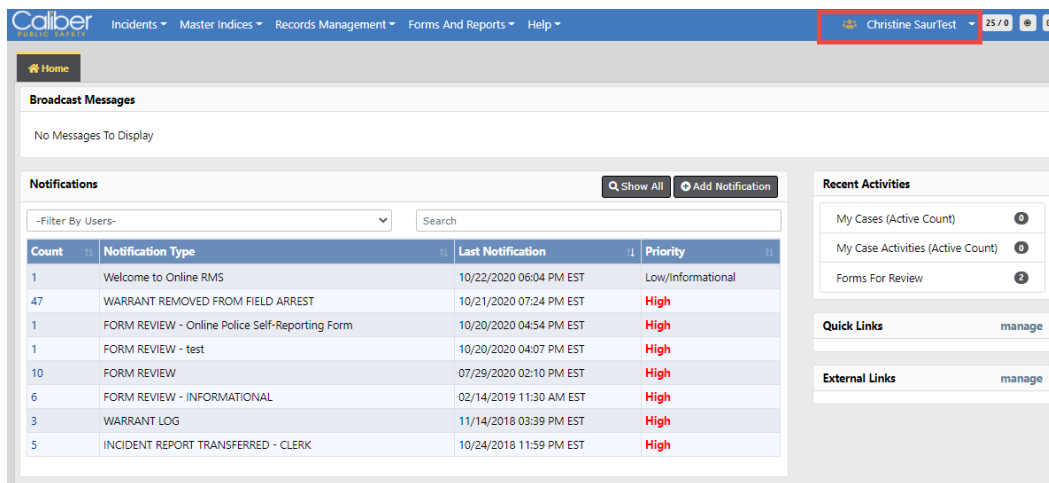 Caliber
PUBLIC SAFETY
Incidents Master Indices Records Management Forms And Reports Help
Christine SaurTest 25 / 0
Home
Broadcast Messages
No Messages To Display
Notifications
Show All Add Notification
-Filter By Users- Search
Count Notification Type Last Notification Priority
1 Welcome to Online RMS 10/22/2020 06:04 PM EST Low/Informational
47 WARRANT REMOVED FROM FIELD ARREST 10/21/2020 07:24 PM EST High
1 FORM REVIEW - Online Police Self-Reporting Form 10/20/2020 04:54 PM EST High
1 FORM REVIEW - test 10/20/2020 04:07 PM EST High
10 FORM REVIEW 07/29/2020 02:10 PM EST High
6 FORM REVIEW - INFORMATIONAL 02/14/2019 11:30 AM EST High
3 WARRANT LOG 11/14/2018 03:39 PM EST High
5 INCIDENT REPORT TRANSFERRED - CLERK 10/24/2018 11:59 PM EST High
Recent Activities
My Cases (Active Count) 0
My Case Activities (Active Count) 0
Forms For Review 2
Quick Links manage
External Links manage